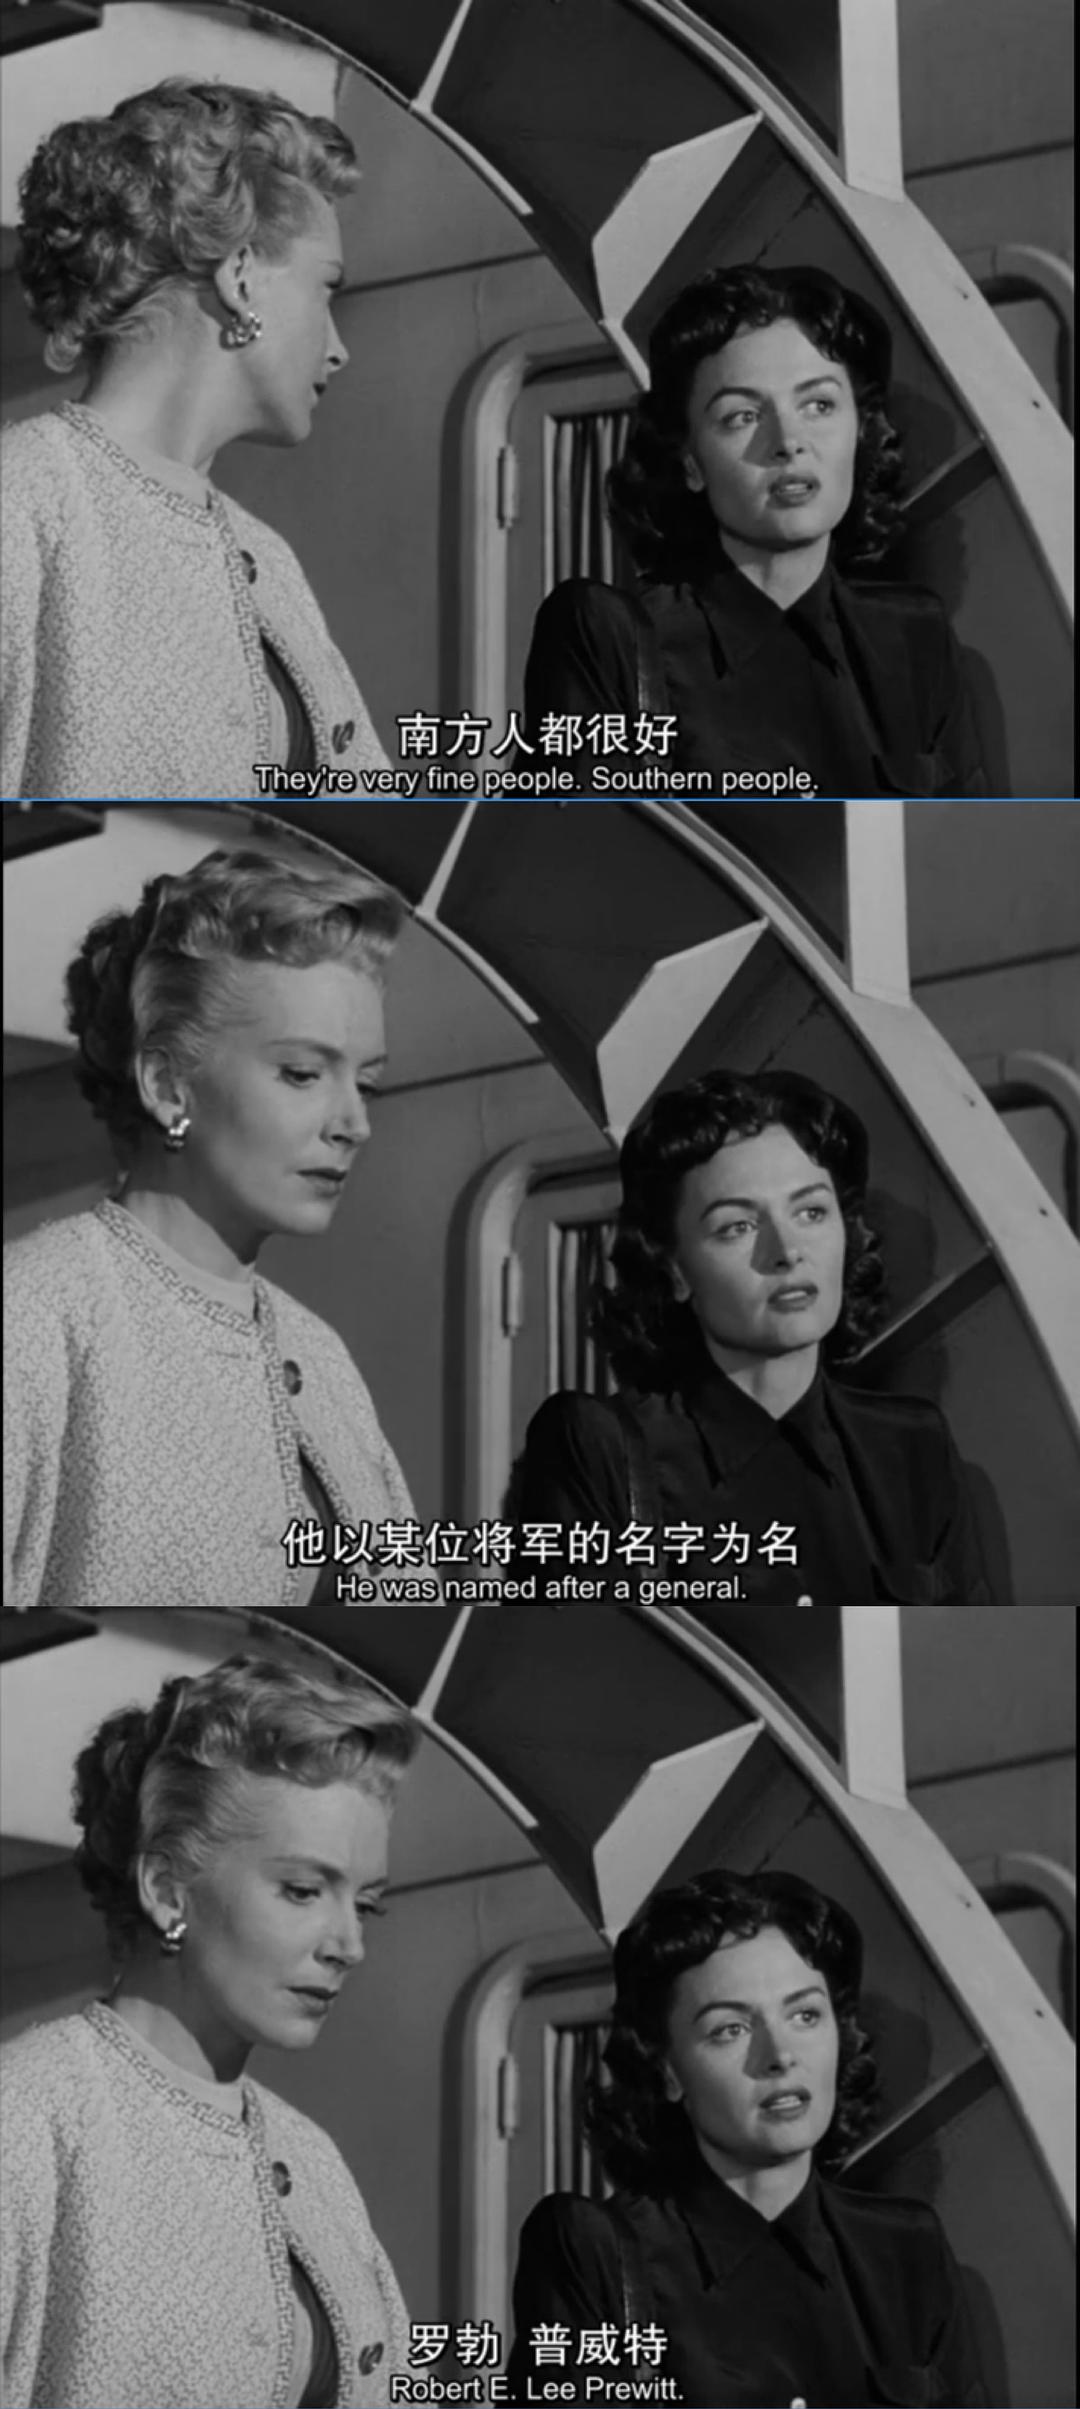 南方人都很好
They're very fine people. Southern people.
他以某位将军的名字为名
He was named after a general.
罗勃 普威特
Robert E. Lee Prewitt.